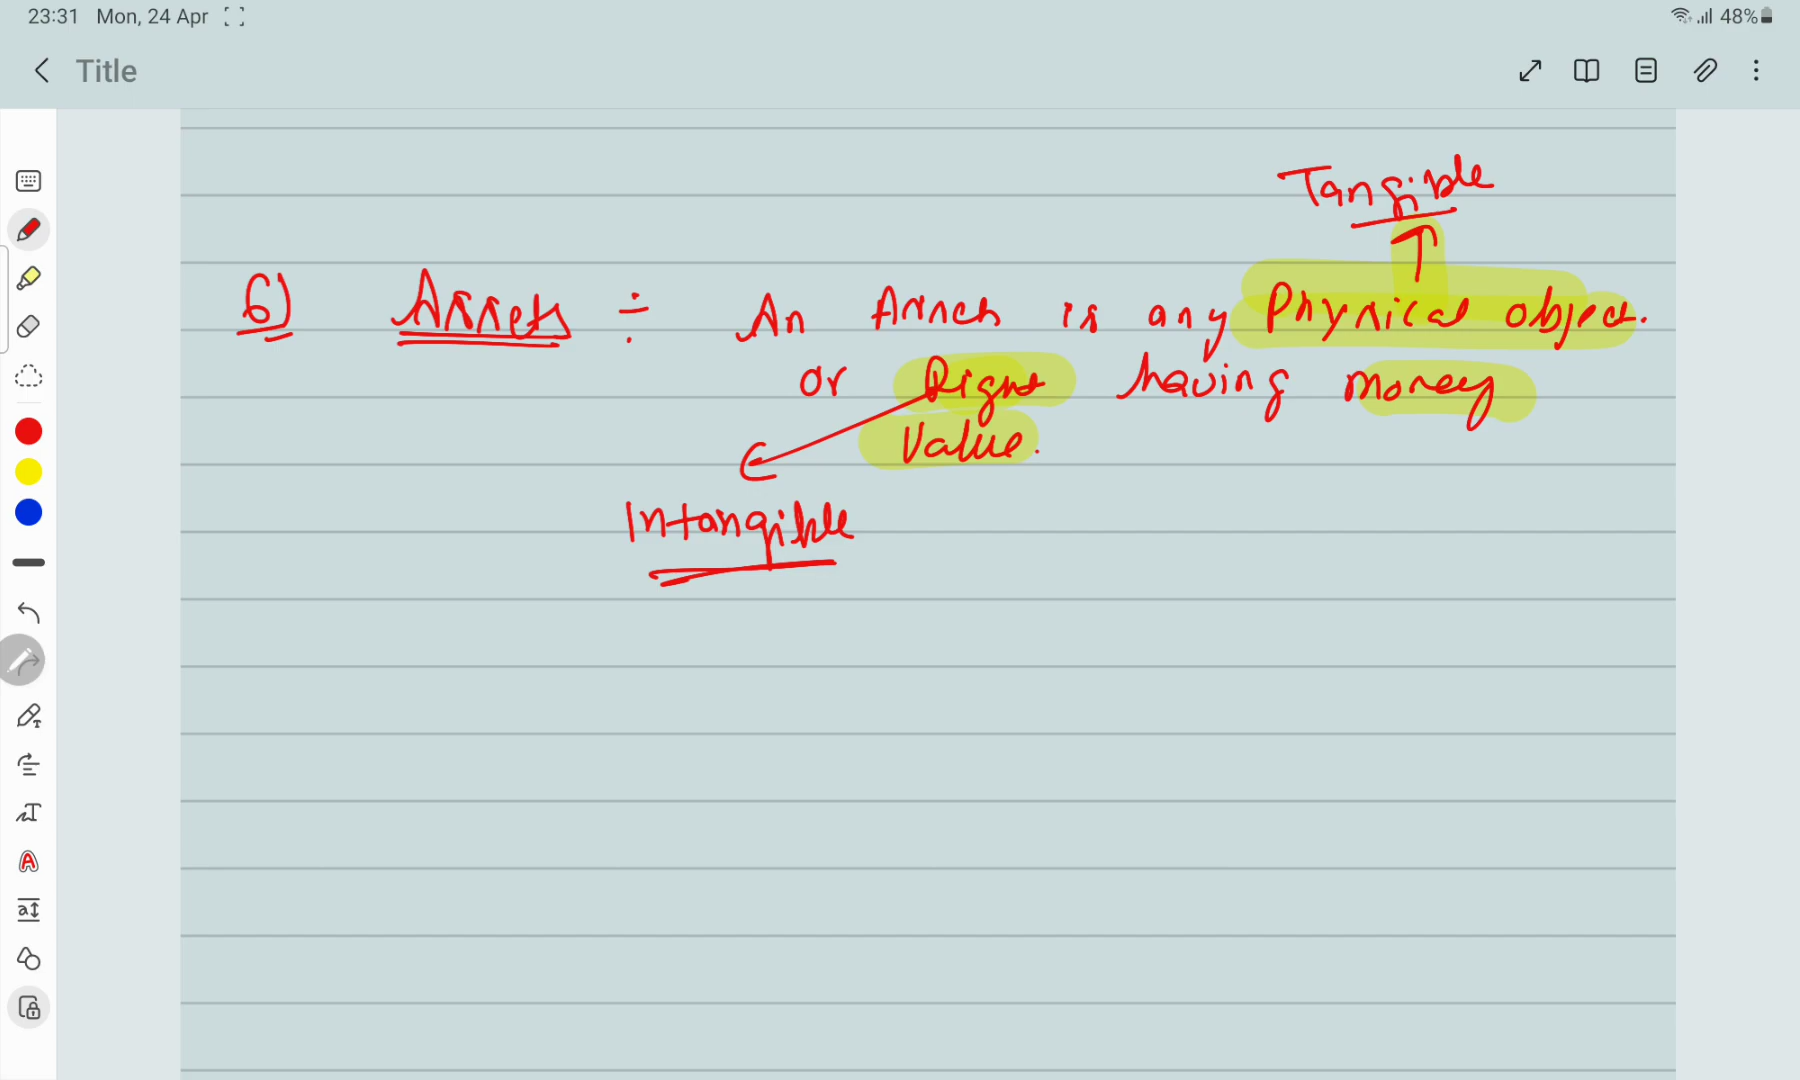 23:31 Mon, 24 Apr 48%
Title
Tangible
6) Assets ÷ An Assets is any Physical object.
or Right having money
Value.
Intangible